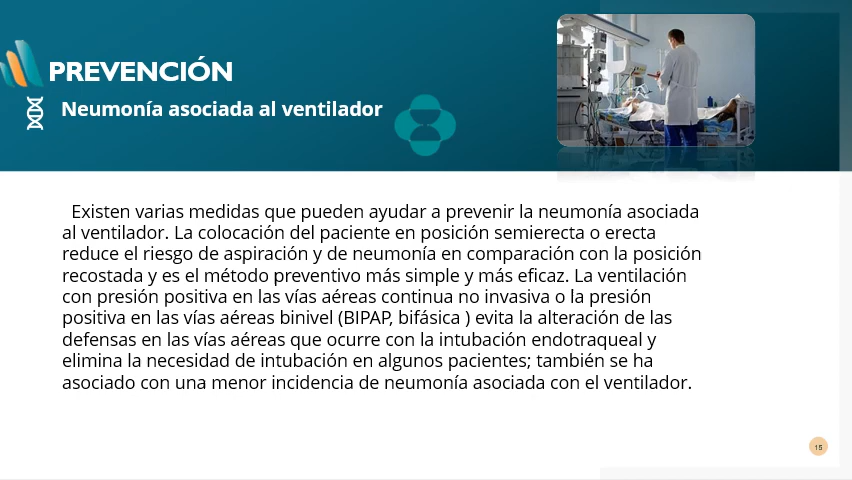 PREVENCIÓN
Neumonía asociada al ventilador
Existen varias medidas que pueden ayudar a prevenir la neumonía asociada
al ventilador. La colocación del paciente en posición semierecta o erecta
reduce el riesgo de aspiración y de neumonía en comparación con la posición
recostada y es el método preventivo más simple y más eficaz. La ventilación
con presión positiva en las vías aéreas continua no invasiva o la presión
positiva en las vías aéreas binivel (BIPAP, bifásica ) evita la alteración de las
defensas en las vías aéreas que ocurre con la intubación endotraqueal y
elimina la necesidad de intubación en algunos pacientes; también se ha
asociado con una menor incidencia de neumonía asociada con el ventilador.
15